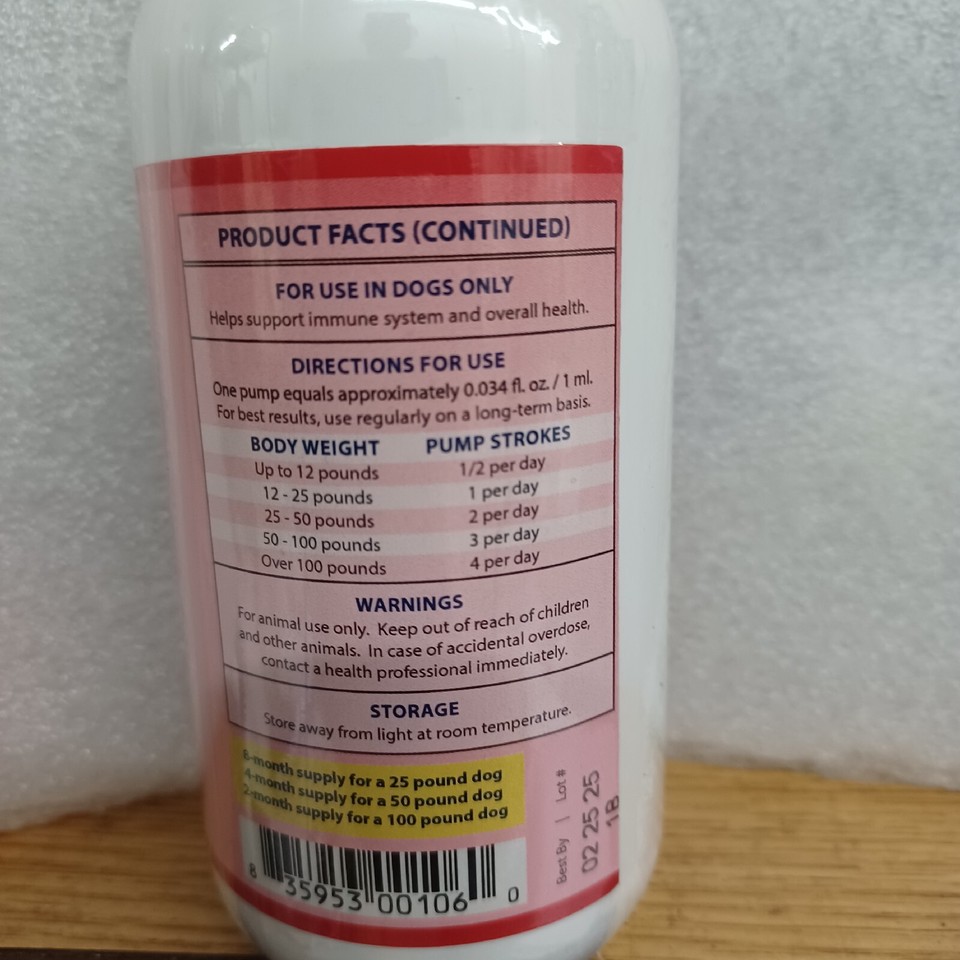 PRODUCT FACTS (CONTINUED)
FOR USE IN DOGS ONLY
Helps support immune system and overall health.
DIRECTIONS FOR USE
One pump equals approximately 0.034 fl. oz. / 1 ml.
For best results, use regularly on a long-term basis.
BODY WEIGHT PUMP STROKES
Up to 12 pounds 1/2 per day
12 - 25 pounds 1 per day
25 - 50 pounds 2 per day
50 - 100 pounds 3 per day
Over 100 pounds 4 per day
WARNINGS
For animal use only. Keep out of reach of children
and other animals. In case of accidental overdose,
contact a health professional immediately.
STORAGE
Store away from light at room temperature.
8-month supply for a 25 pound dog
4-month supply for a 50 pound dog
2-month supply for a 100 pound dog
8 35953 00106 0
Best By | Lot #
02 25 25
1B